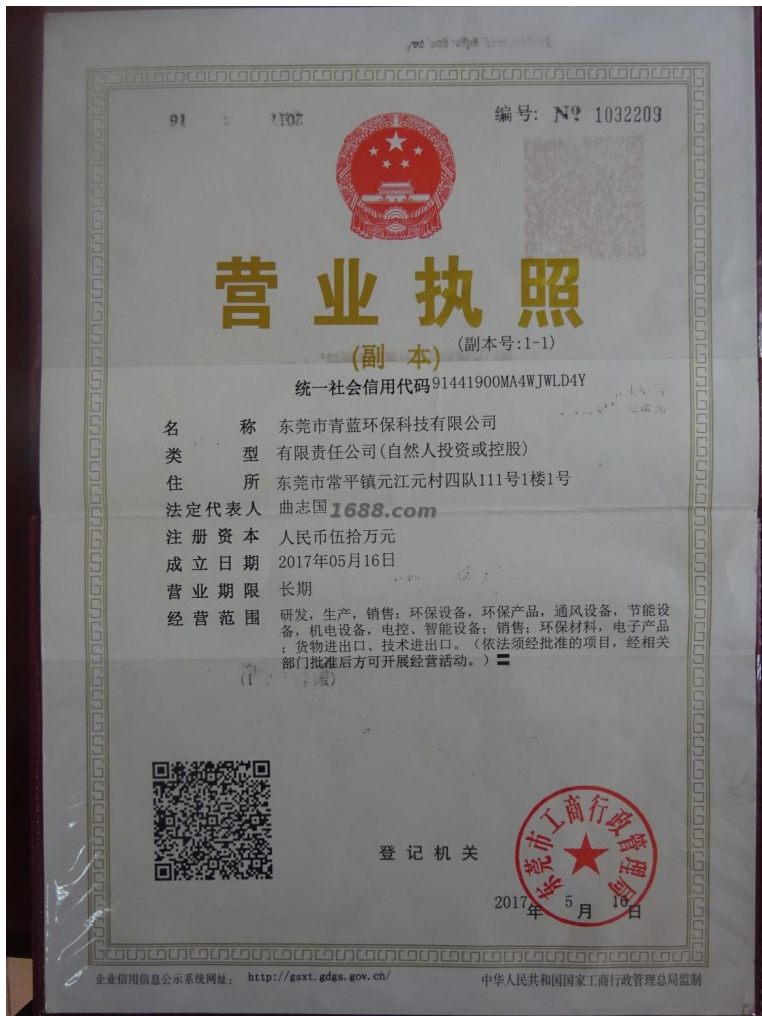 编号: № 1032209
营业执照
(副 本)
(副本号:1-1)
统一社会信用代码91441900MA4WJWLD4Y
名称 东莞市青蓝环保科技有限公司
类型 有限责任公司(自然人投资或控股)
住所 东莞市常平镇元江元村四队111号1楼1号
法定代表人 曲志国
1688.com
注册资本 人民币伍拾万元
成立日期 2017年05月16日
营业期限 长期
经营范围 研发，生产，销售：环保设备，环保产品，通风设备，节能设
备，机电设备，电控、智能设备；销售：环保材料，电子产品
；货物进出口、技术进出口。（依法须经批准的项目，经相关
部门批准后方可开展经营活动。）
登记机关
东莞市工商行政管理局
2017年5月16日
企业信用信息公示系统网址: http://gsxt.gdgs.gov.cn/
中华人民共和国国家工商行政管理总局监制